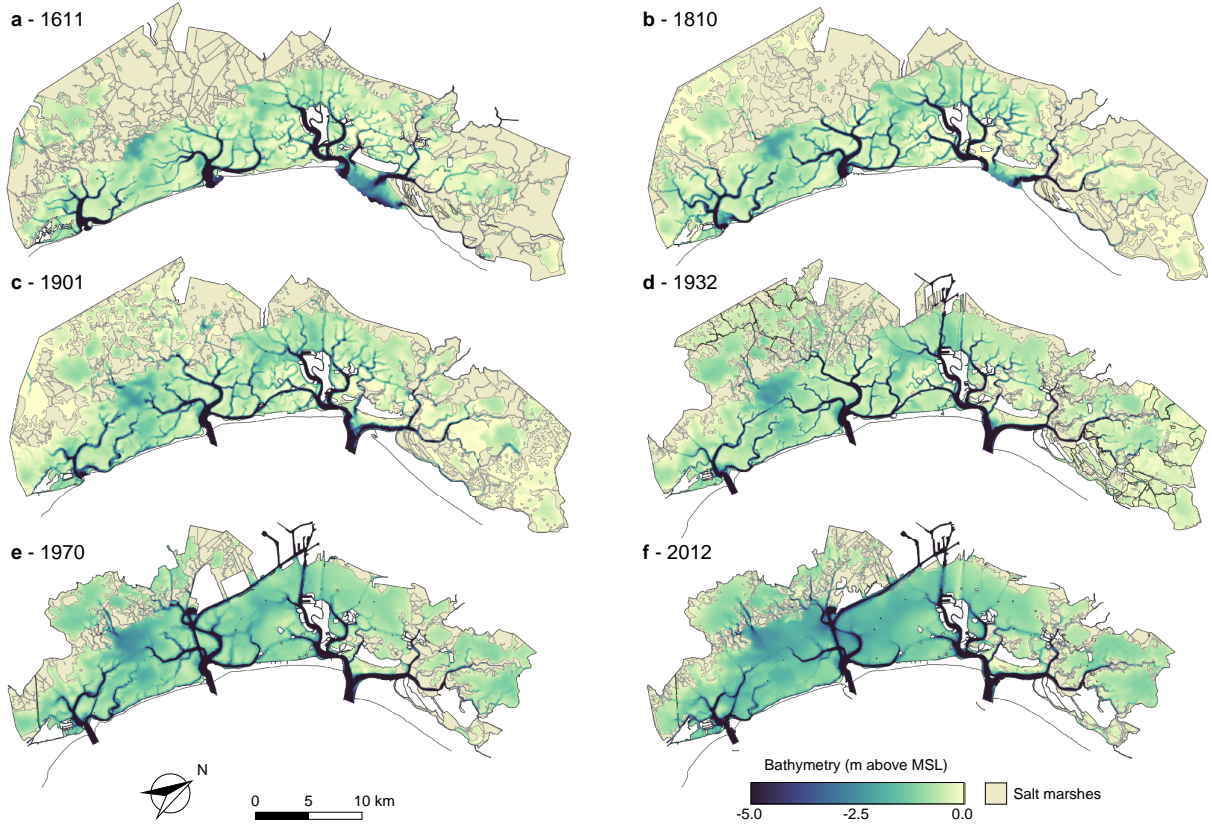 a - 1611
b - 1810
c - 1901
d - 1932
e - 1970
f - 2012
N
0 5 10 km
Bathymetry (m above MSL)
-5.0 -2.5 0.0
Salt marshes